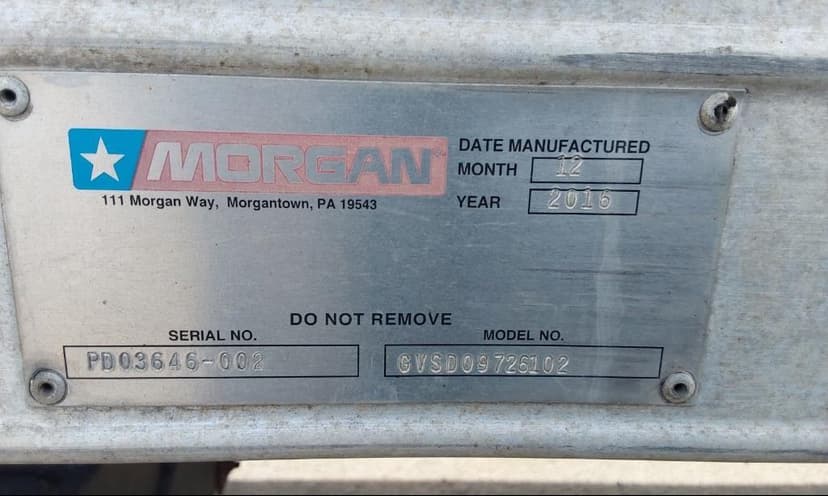 MORGAN
111 Morgan Way, Morgantown, PA 19543
DATE MANUFACTURED
MONTH 12
YEAR 2016
DO NOT REMOVE
SERIAL NO. MODEL NO.
PD03646-002 GVSD09726102